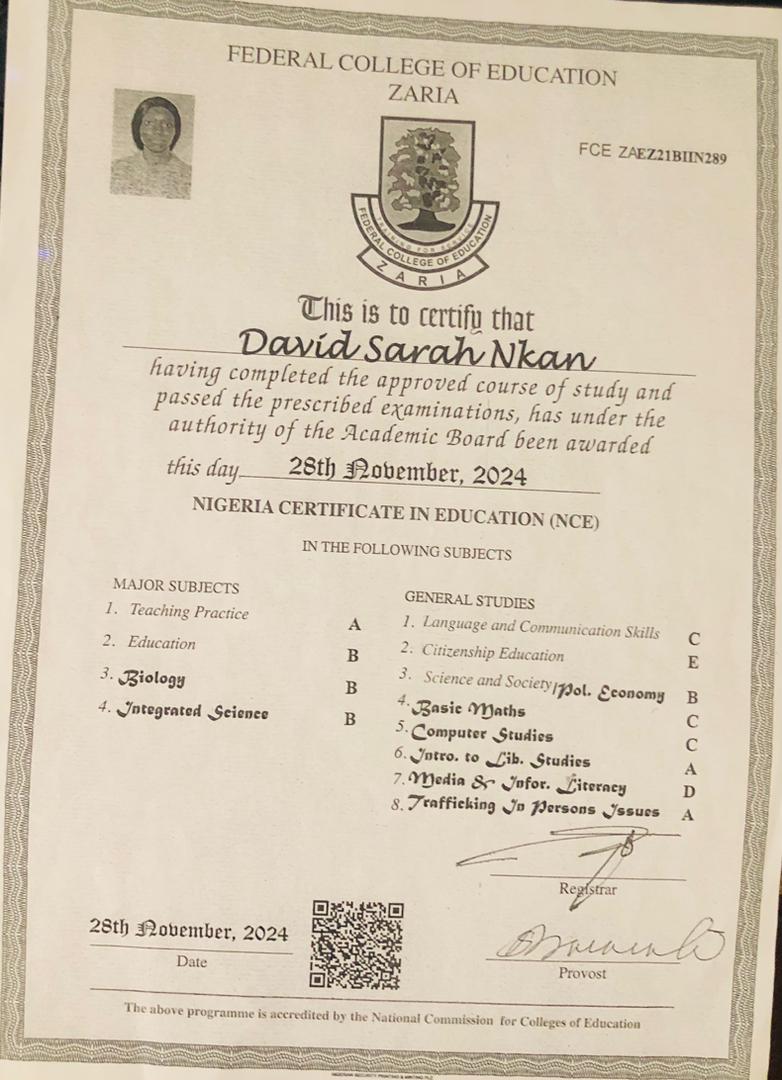 FEDERAL COLLEGE OF EDUCATION
ZARIA
FCE ZAEZ21BIIN289
TRAINING FOR SERVICE
FEDERAL COLLEGE OF EDUCATION
ZARIA
This is to certify that
David Sarah Nkan
having completed the approved course of study and
passed the prescribed examinations, has under the
authority of the Academic Board been awarded
this day 28th November, 2024
NIGERIA CERTIFICATE IN EDUCATION (NCE)
IN THE FOLLOWING SUBJECTS
MAJOR SUBJECTS
1. Teaching Practice A
2. Education B
3. Biology B
4. Integrated Science B
GENERAL STUDIES
1. Language and Communication Skills C
2. Citizenship Education E
3. Science and Society/Pol. Economy B
4. Basic Maths C
5. Computer Studies C
6. Intro. to Lib. Studies A
7. Media & Infor. Literacy D
8. Trafficking In Persons Issues A
Registrar
28th November, 2024
Date
Provost
The above programme is accredited by the National Commission for Colleges of Education